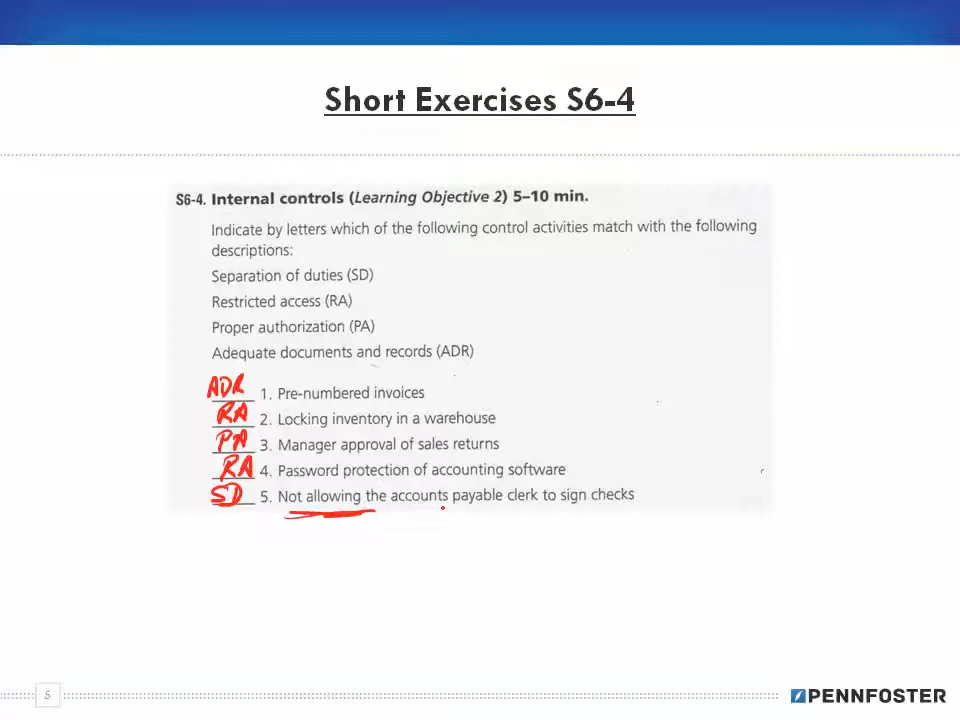 Short Exercises S6-4
S6-4. Internal controls (Learning Objective 2) 5–10 min.
Indicate by letters which of the following control activities match with the following
descriptions:
Separation of duties (SD)
Restricted access (RA)
Proper authorization (PA)
Adequate documents and records (ADR)
ADR 1. Pre-numbered invoices
RA 2. Locking inventory in a warehouse
PA 3. Manager approval of sales returns
RA 4. Password protection of accounting software
SD 5. Not allowing the accounts payable clerk to sign checks
5
PENNFOSTER